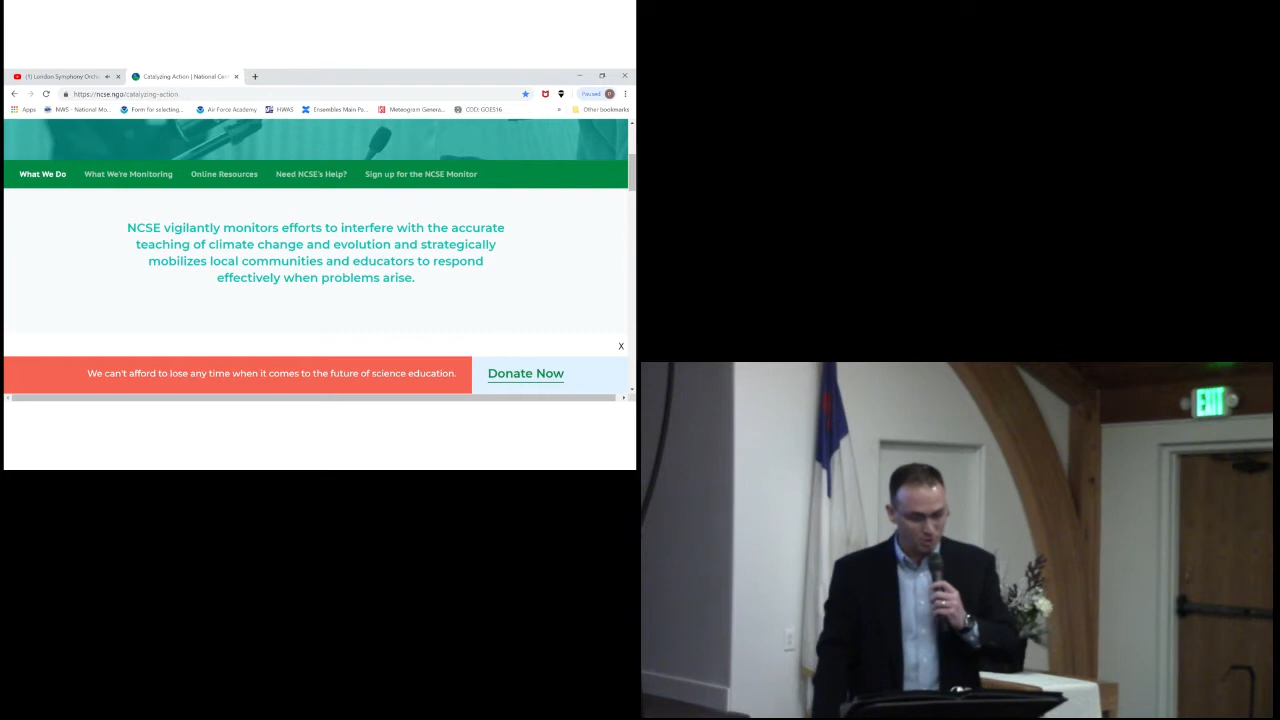 (1) London Symphony Orch
Catalyzing Action | National Cen
https://ncse.ngo/catalyzing-action
Paused
P
Apps
NWS - National Mo...
Form for selecting...
Air Force Academy
HWAS
Ensembles Main Pa...
Meteogram Genera...
COD: GOES16
»
Other bookmarks
What We Do
What We're Monitoring
Online Resources
Need NCSE's Help?
Sign up for the NCSE Monitor
NCSE vigilantly monitors efforts to interfere with the accurate
teaching of climate change and evolution and strategically
mobilizes local communities and educators to respond
effectively when problems arise.
X
We can't afford to lose any time when it comes to the future of science education.
Donate Now
EXIT